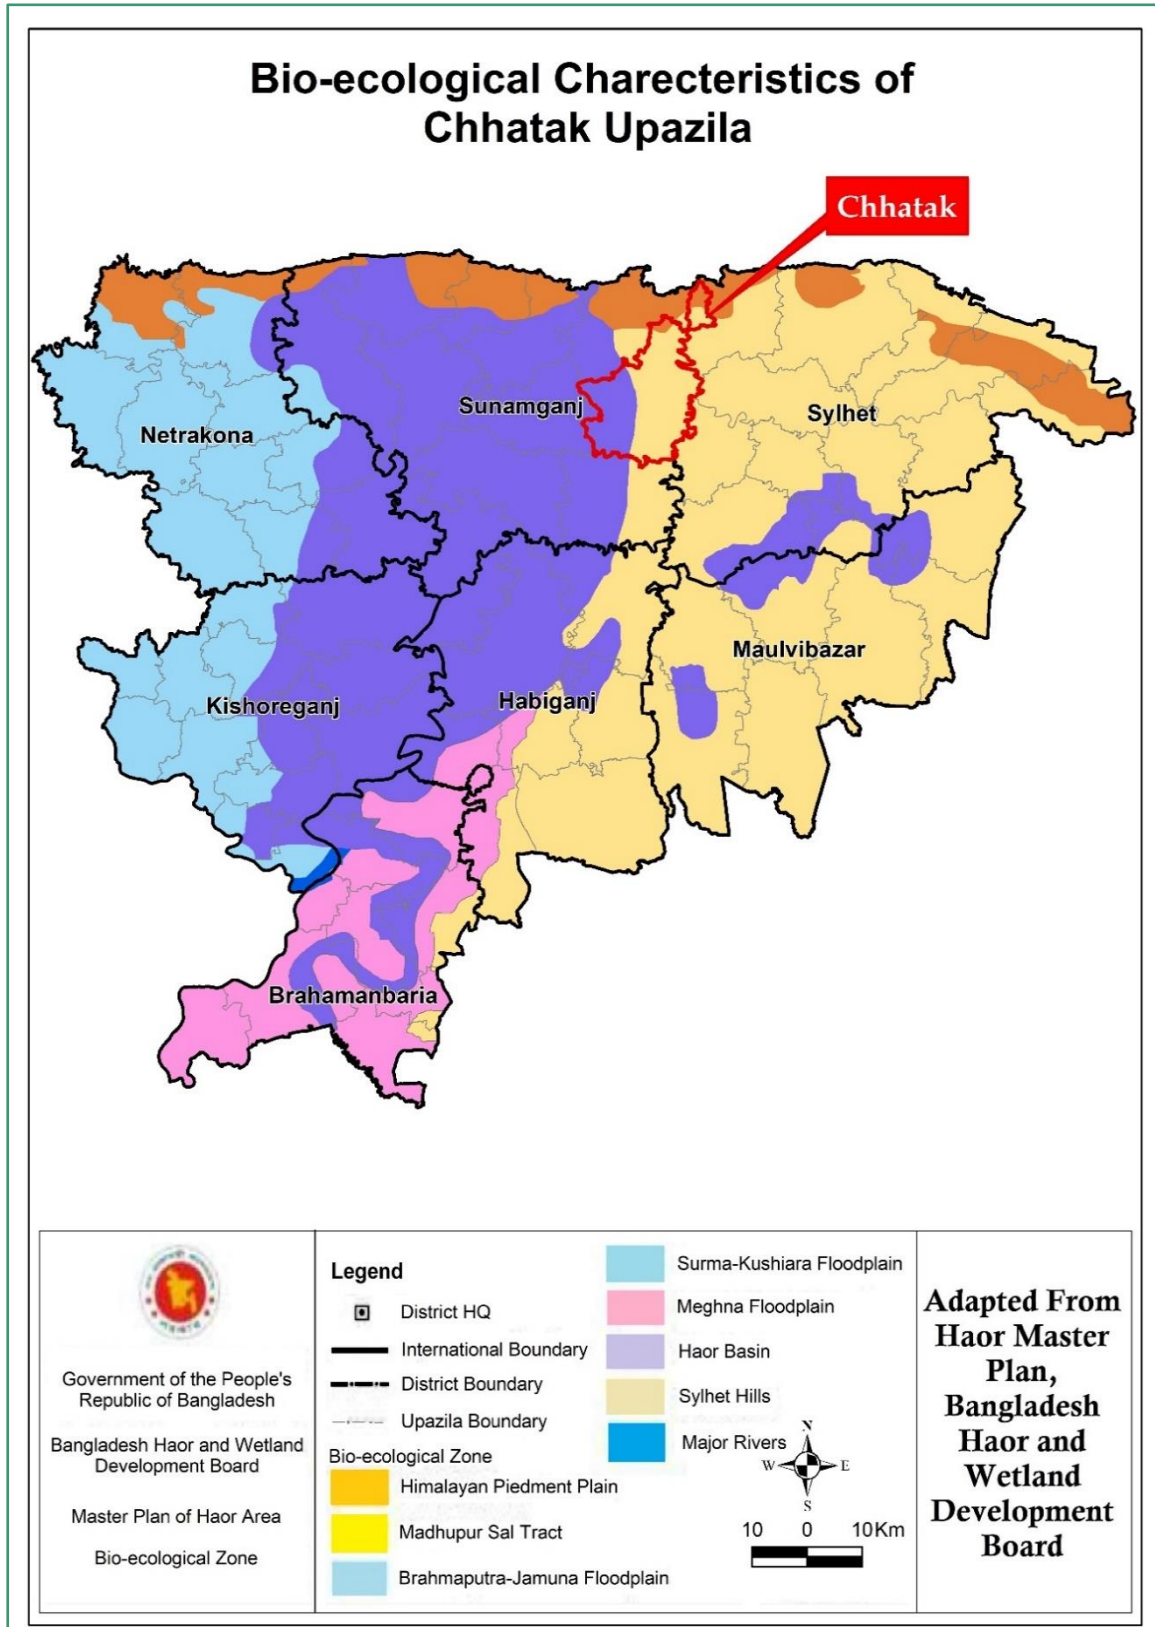 Bio-ecological Charecteristics of
Chhatak Upazila
Chhatak
Netrakona
Sunamganj
Sylhet
Kishoreganj
Habiganj
Maulvibazar
Brahamanbaria
Government of the People's
Republic of Bangladesh
Bangladesh Haor and Wetland
Development Board
Master Plan of Haor Area
Bio-ecological Zone
Legend
District HQ
International Boundary
District Boundary
Upazila Boundary
Bio-ecological Zone
Himalayan Piedment Plain
Madhupur Sal Tract
Brahmaputra-Jamuna Floodplain
Surma-Kushiara Floodplain
Meghna Floodplain
Haor Basin
Sylhet Hills
Major Rivers
N
W E
S
10 0 10Km
Adapted From
Haor Master
Plan,
Bangladesh
Haor and
Wetland
Development
Board